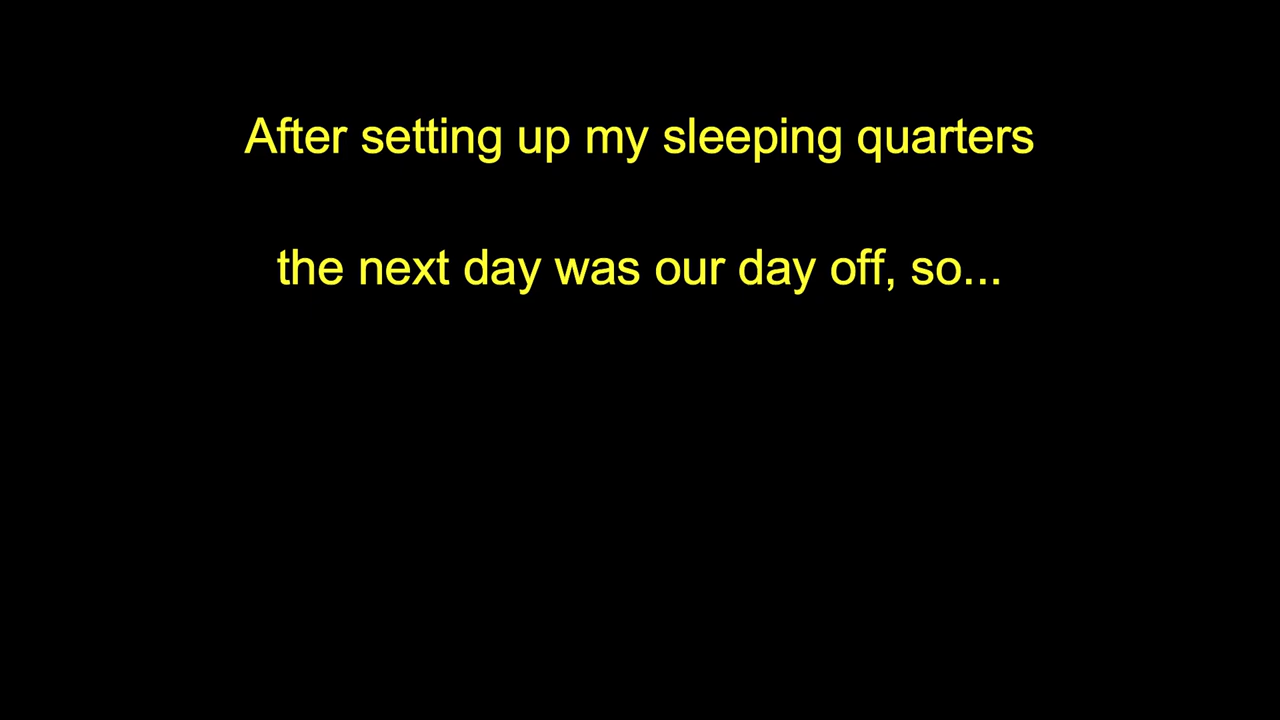 After setting up my sleeping quarters
the next day was our day off, so...